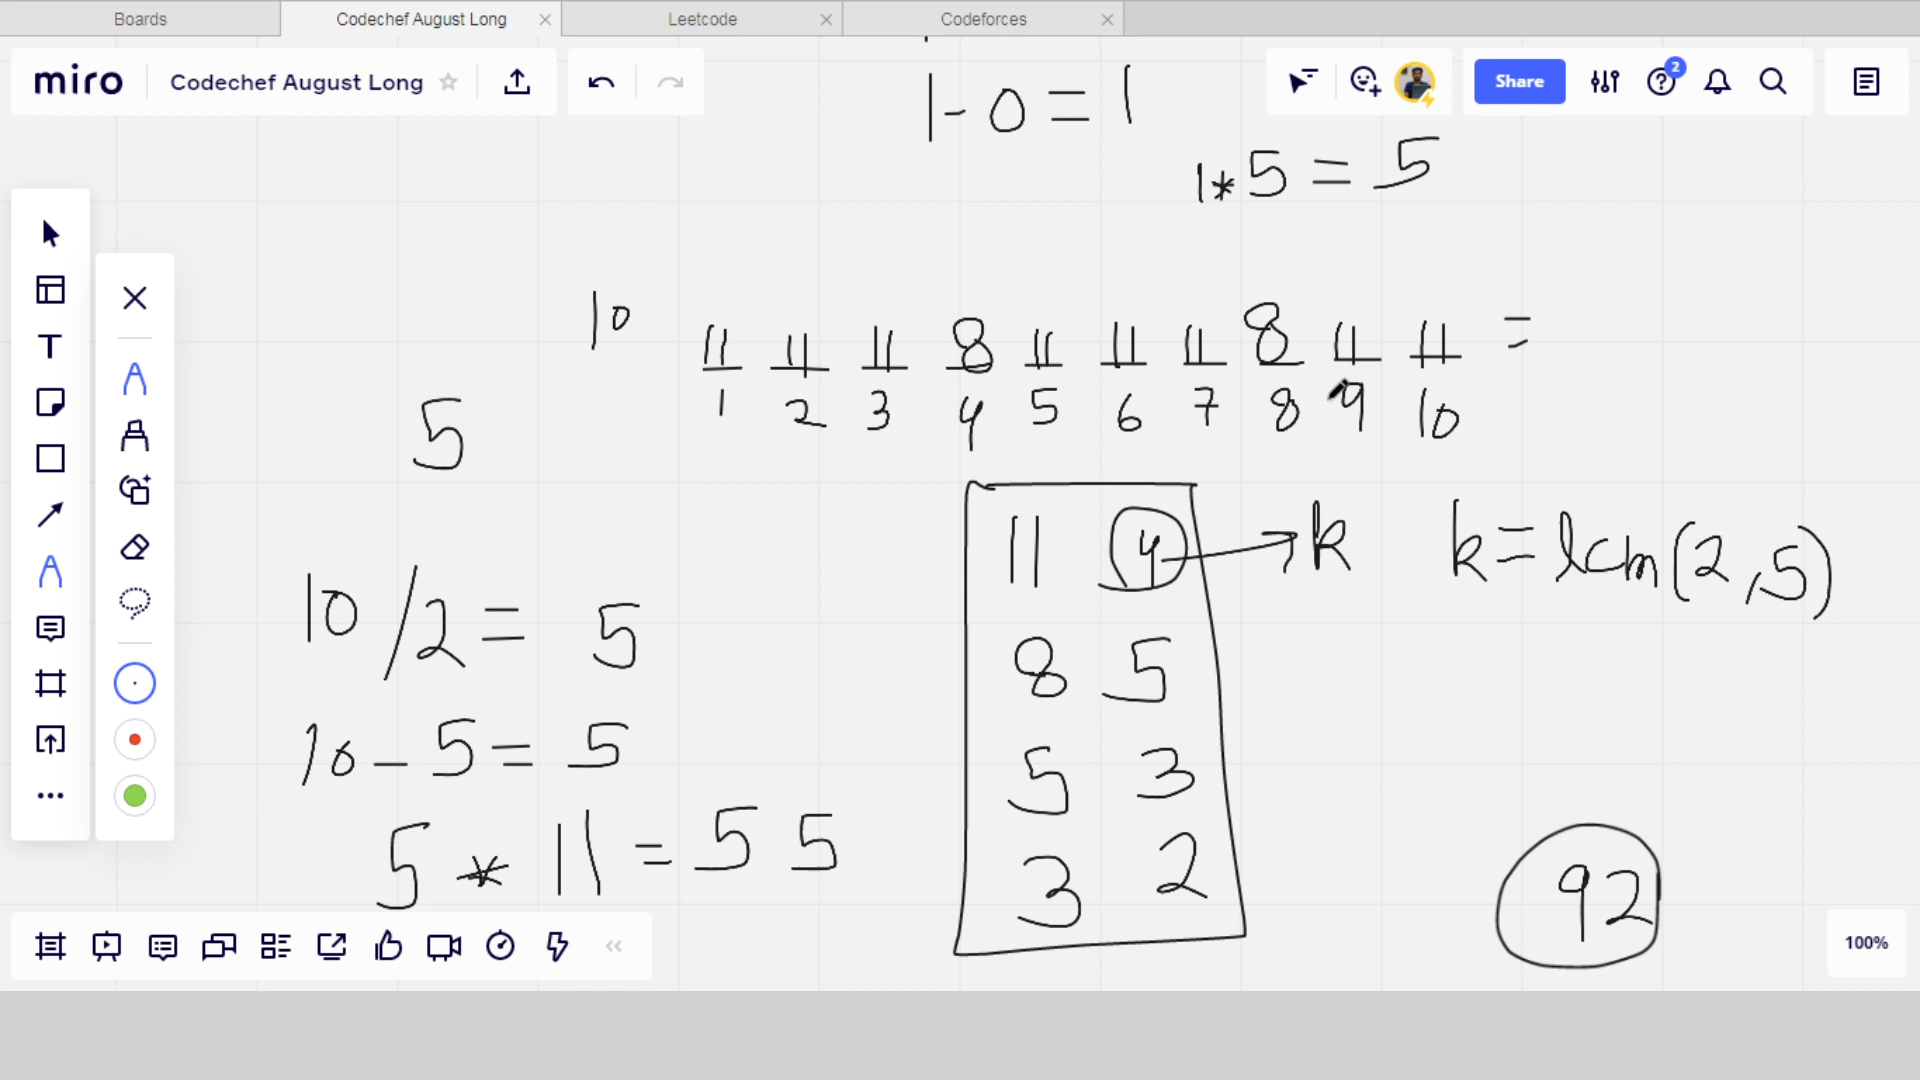 Boards
Codechef August Long
Leetcode
Codeforces
miro
Codechef August Long
Share
2
1 - 0 = 1
1 * 5 = 5
10 11 11 11 8 11 11 11 8 11 11 =
1 2 3 4 5 6 7 8 9 10
5
11 4 → k k = lcm(2,5)
10 / 2 = 5
8 5
10 - 5 = 5
5 3
5 * 11 = 55
3 2
92
100%